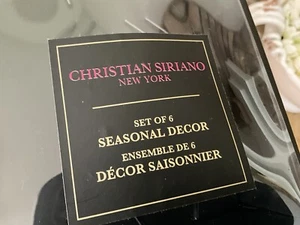 CHRISTIAN SIRIANO
NEW YORK
SET OF 6
SEASONAL DECOR
ENSEMBLE DE 6
DÉCOR SAISONNIER